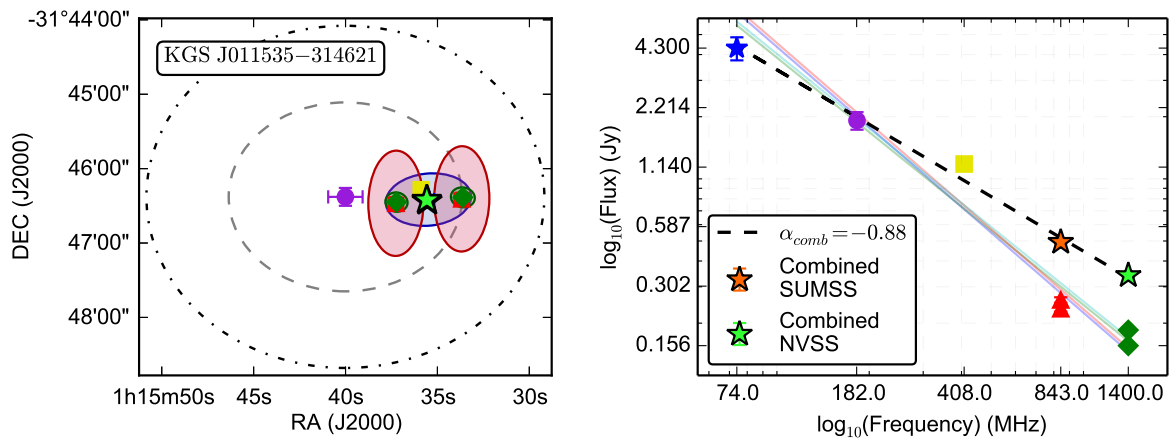 -31°44'00"
45'00"
46'00"
47'00"
48'00"
DEC (J2000)
KGS J011535−314621
1h15m50s
45s
40s
35s
30s
RA (J2000)
4.300
2.214
1.140
0.587
0.302
0.156
log₁₀(Flux) (Jy)
α_comb=−0.88
Combined
SUMSS
Combined
NVSS
74.0
182.0
408.0
843.0
1400.0
log₁₀(Frequency) (MHz)